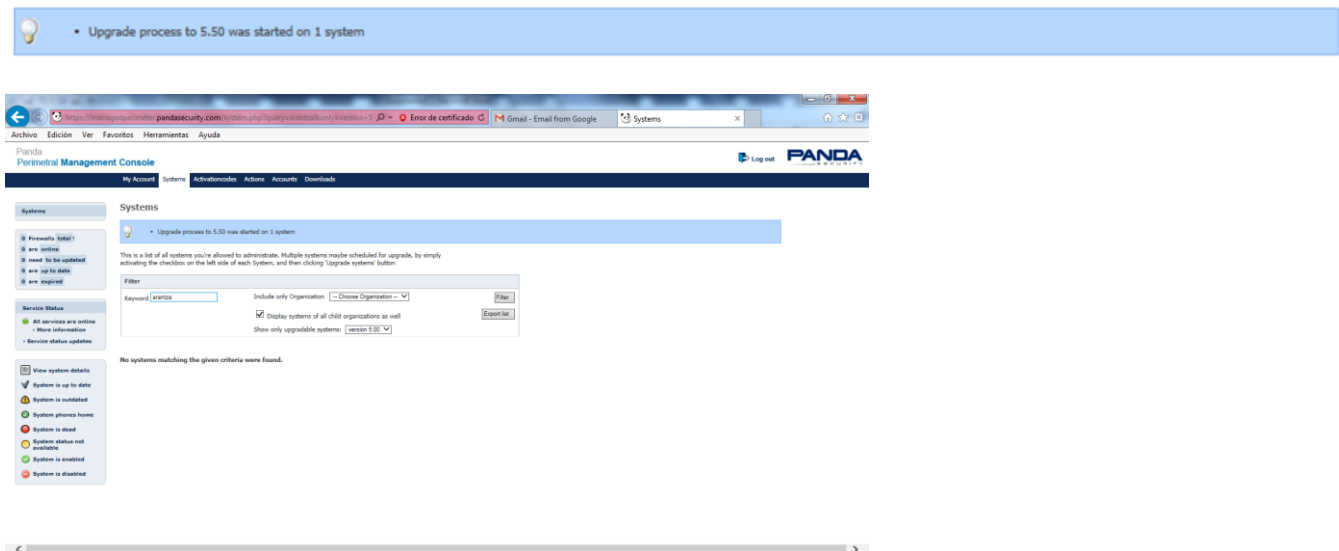 • Upgrade process to 5.50 was started on 1 system
pandasecurity.com
Error de certificado
Gmail - Email from Google
Systems
Archivo Edición Ver Favoritos Herramientas Ayuda
Panda
Perimetral Management Console
Log out
PANDA
SECURITY
My Account Systems Activationcodes Actions Accounts Downloads
Systems
0 Firewalls total
0 are online
0 need to be updated
0 are up to date
0 are expired
Service Status
All services are online
More information
Service status updates
View system details
System is up to date
System is outdated
System phones home
System is dead
System status not
available
System is enabled
System is disabled
Systems
• Upgrade process to 5.50 was started on 1 system
This is a list of all systems you're allowed to administrate. Multiple systems maybe scheduled for upgrade, by simply
activating the checkbox on the left side of each System, and then clicking 'Upgrade systems' button
Filter
Keyword arantza Include only Organization -- Choose Organization -- Filter
Display systems of all child organizations as well Export list
Show only upgradable systems: version 5.00
No systems matching the given criteria were found.